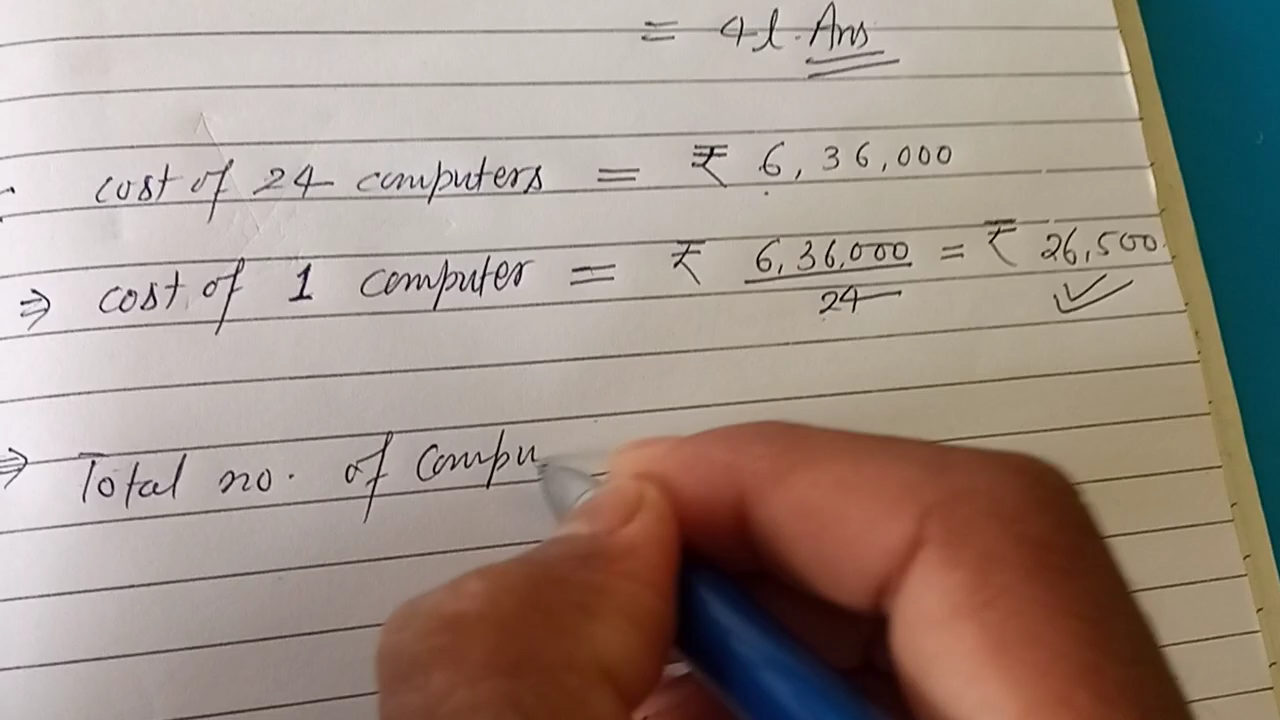 = 4l. Ans
cost of 24 computers = ₹ 6,36,000
⇒ cost of 1 computer = ₹ 6,36,000/24 = ₹ 26,500
⇒ Total no. of compu